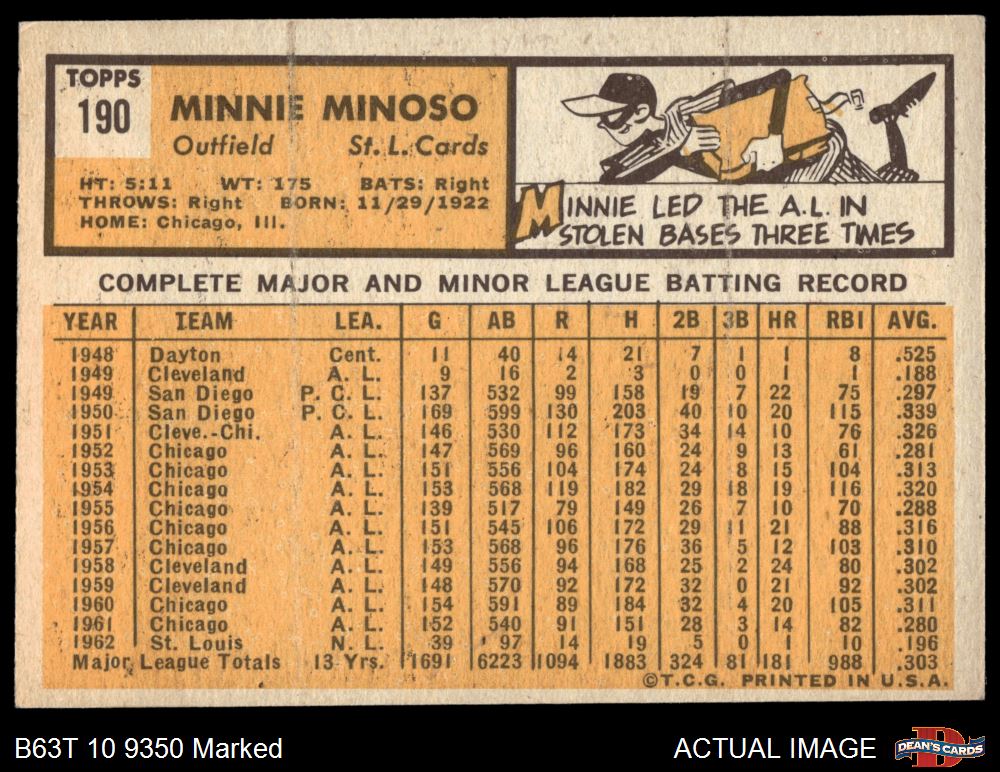 TOPPS
190
MINNIE MINOSO
Outfield St. L. Cards
HT: 5:11 WT: 175 BATS: Right
THROWS: Right BORN: 11/29/1922
HOME: Chicago, Ill.
MINNIE LED THE A.L. IN
STOLEN BASES THREE TIMES
COMPLETE MAJOR AND MINOR LEAGUE BATTING RECORD
YEAR TEAM LEA. G AB R H 2B 3B HR RBI AVG.
1948 Dayton Cent. 11 40 14 21 7 1 1 8 .525
1949 Cleveland A. L. 9 16 2 3 0 0 1 1 .188
1949 San Diego P. C. L. 137 532 99 158 19 7 22 75 .297
1950 San Diego P. C. L. 169 599 130 203 40 10 20 115 .339
1951 Cleve.-Chi. A. L. 146 530 112 173 34 14 10 76 .326
1952 Chicago A. L. 147 569 96 160 24 9 13 61 .281
1953 Chicago A. L. 151 556 104 174 24 8 15 104 .313
1954 Chicago A. L. 153 568 119 182 29 18 19 116 .320
1955 Chicago A. L. 139 517 79 149 26 7 10 70 .288
1956 Chicago A. L. 151 545 106 172 29 11 21 88 .316
1957 Chicago A. L. 153 568 96 176 36 5 12 103 .310
1958 Cleveland A. L. 149 556 94 168 25 2 24 80 .302
1959 Cleveland A. L. 148 570 92 172 32 0 21 92 .302
1960 Chicago A. L. 154 591 89 184 32 4 20 105 .311
1961 Chicago A. L. 152 540 91 151 28 3 14 82 .280
1962 St. Louis N. L. 39 97 14 19 5 0 1 10 .196
Major League Totals 13 Yrs. 1691 6223 1094 1883 324 81 181 988 .303
©T.C.G. PRINTED IN U.S.A.
B63T 10 9350 Marked ACTUAL IMAGE DEAN'S CARDS